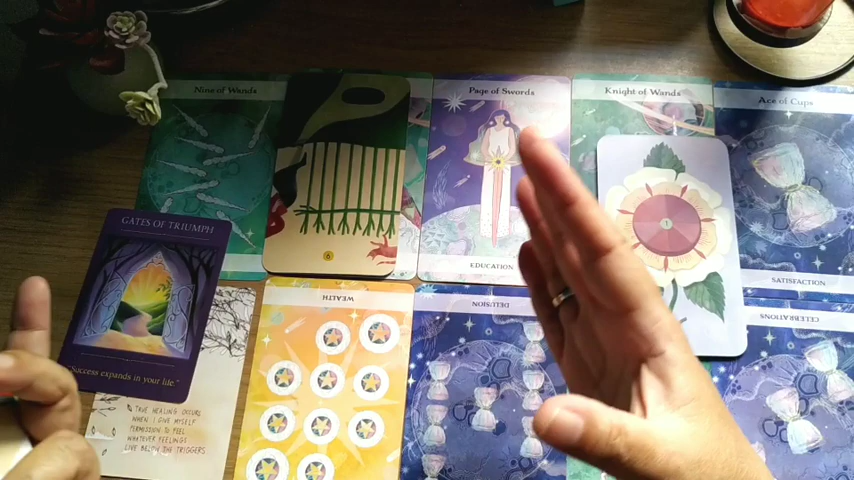 Nine of Wands
Page of Swords
Knight of Wands
Ace of Cups
GATES OF TRIUMPH
6
1
EDUCATION
SATISFACTION
WEALTH
DELUSION
CELEBRATIONS
Success expands in your life."
TRUE HEALING OCCURS
WHEN I GIVE MYSELF
PERMISSION TO FEEL
WHATEVER FEELINGS
LIVE BELOW THE TRIGGERS